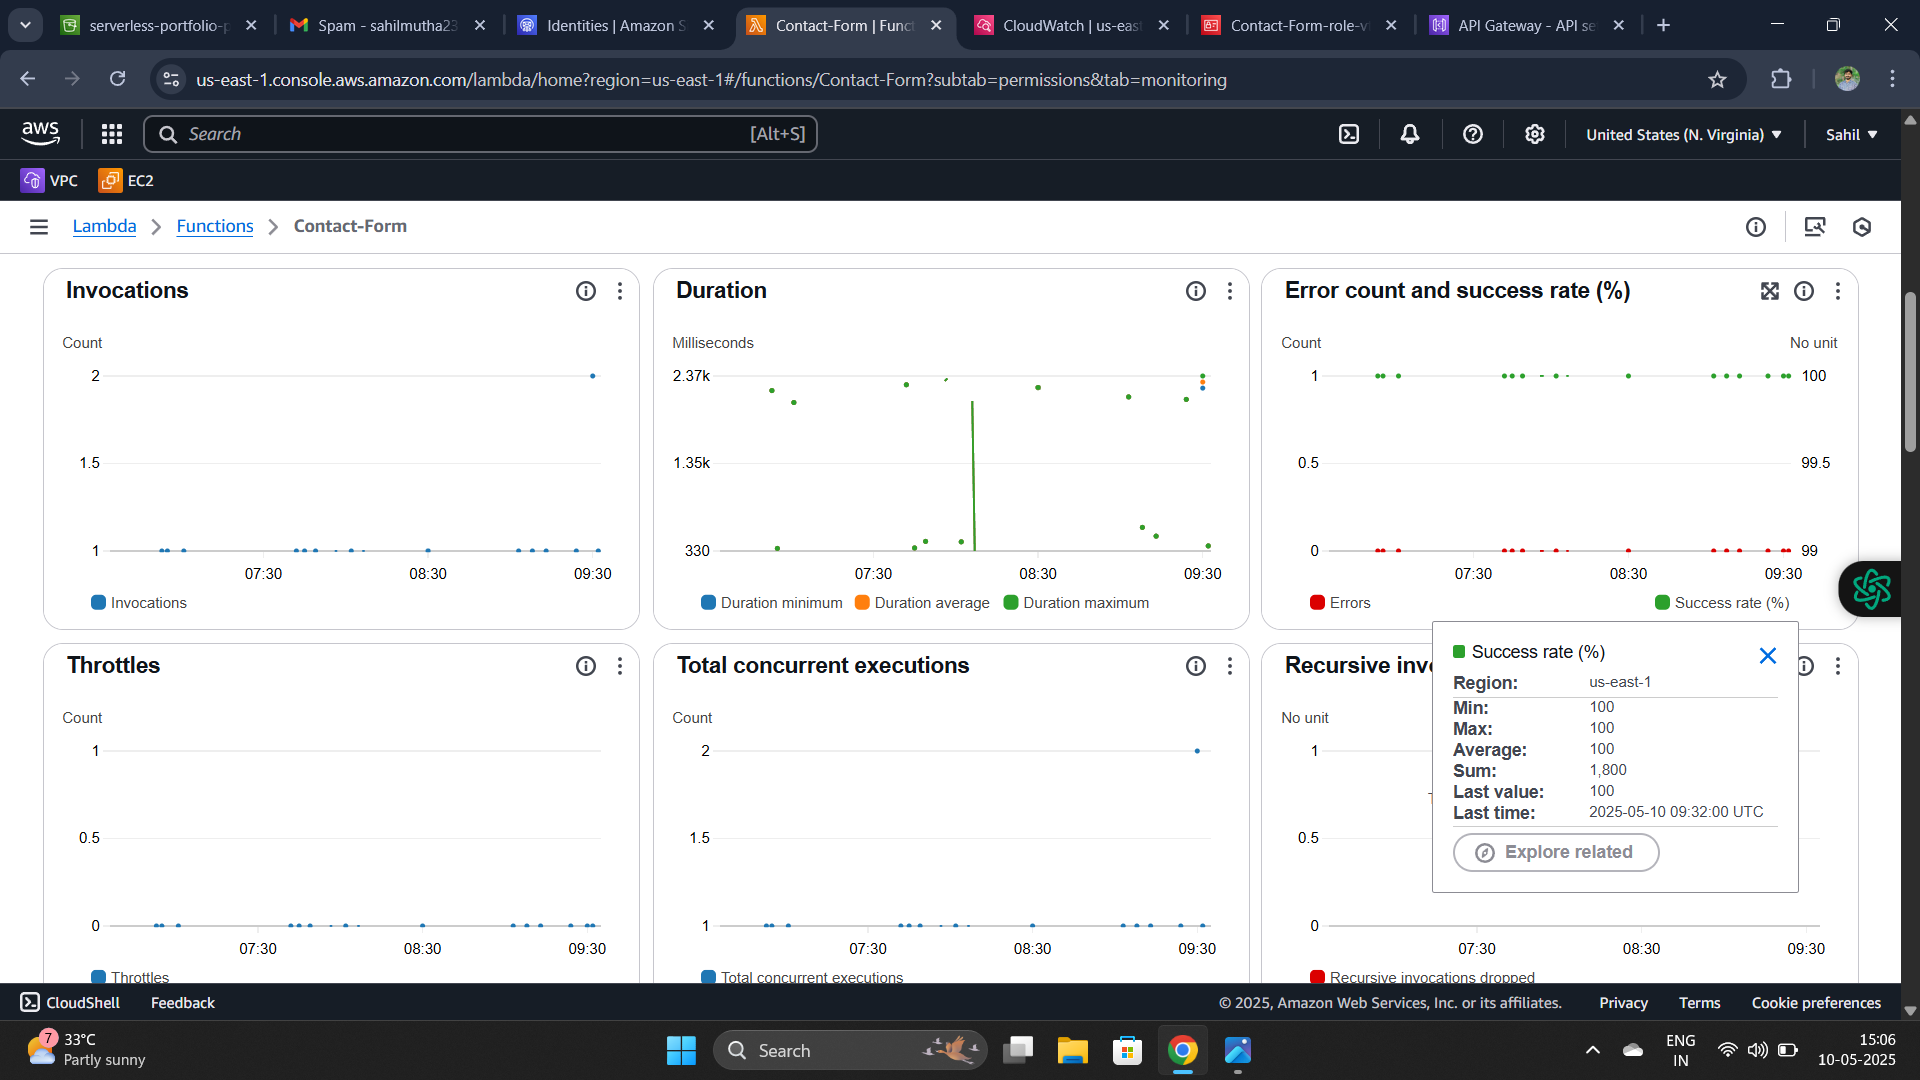 serverless-portfolio-p
Spam - sahilmutha23
Identities | Amazon S
Contact-Form | Funct
CloudWatch | us-eas
Contact-Form-role-v
API Gateway - API se
us-east-1.console.aws.amazon.com/lambda/home?region=us-east-1#/functions/Contact-Form?subtab=permissions&tab=monitoring
aws
Search
[Alt+S]
United States (N. Virginia)
Sahil
VPC
EC2
Lambda
Functions
Contact-Form
Invocations
Count
2
1.5
1
07:30
08:30
09:30
Invocations
Duration
Milliseconds
2.37k
1.35k
330
07:30
08:30
09:30
Duration minimum
Duration average
Duration maximum
Error count and success rate (%)
Count
No unit
1
100
0.5
99.5
0
99
07:30
08:30
09:30
Errors
Success rate (%)
Throttles
Count
1
0.5
0
07:30
08:30
09:30
Throttles
Total concurrent executions
Count
2
1.5
1
07:30
08:30
09:30
Total concurrent executions
Recursive invo
No unit
1
0.5
0
07:30
08:30
09:30
Recursive invocations dropped
Success rate (%)
Region: us-east-1
Min: 100
Max: 100
Average: 100
Sum: 1,800
Last value: 100
Last time: 2025-05-10 09:32:00 UTC
Explore related
CloudShell
Feedback
© 2025, Amazon Web Services, Inc. or its affiliates.
Privacy
Terms
Cookie preferences
7
33°C
Partly sunny
Search
ENG
IN
15:06
10-05-2025